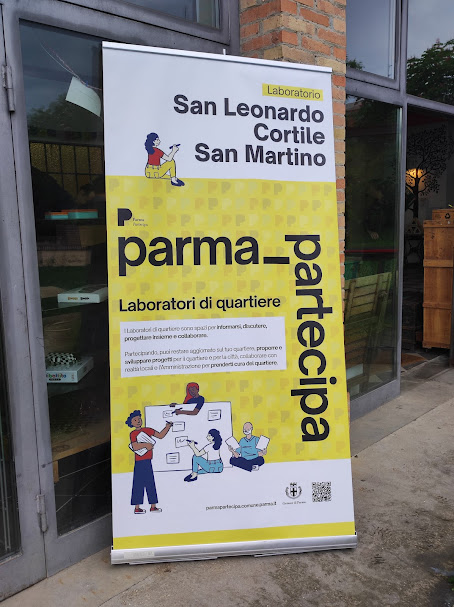 Laboratorio
San Leonardo
Cortile
San Martino
Parma
Partecipa
parma_
partecipa
Laboratori di quartiere
I Laboratori di quartiere sono spazi per informarsi, discutere,
progettare insieme e collaborare.
Partecipando, puoi restare aggiornato sul tuo quartiere, proporre e
sviluppare progetti per il quartiere e per la città, collaborare con
realtà locali e l'Amministrazione per prenderti cura del quartiere.
Comune di Parma
parmapartecipa.comune.parma.it